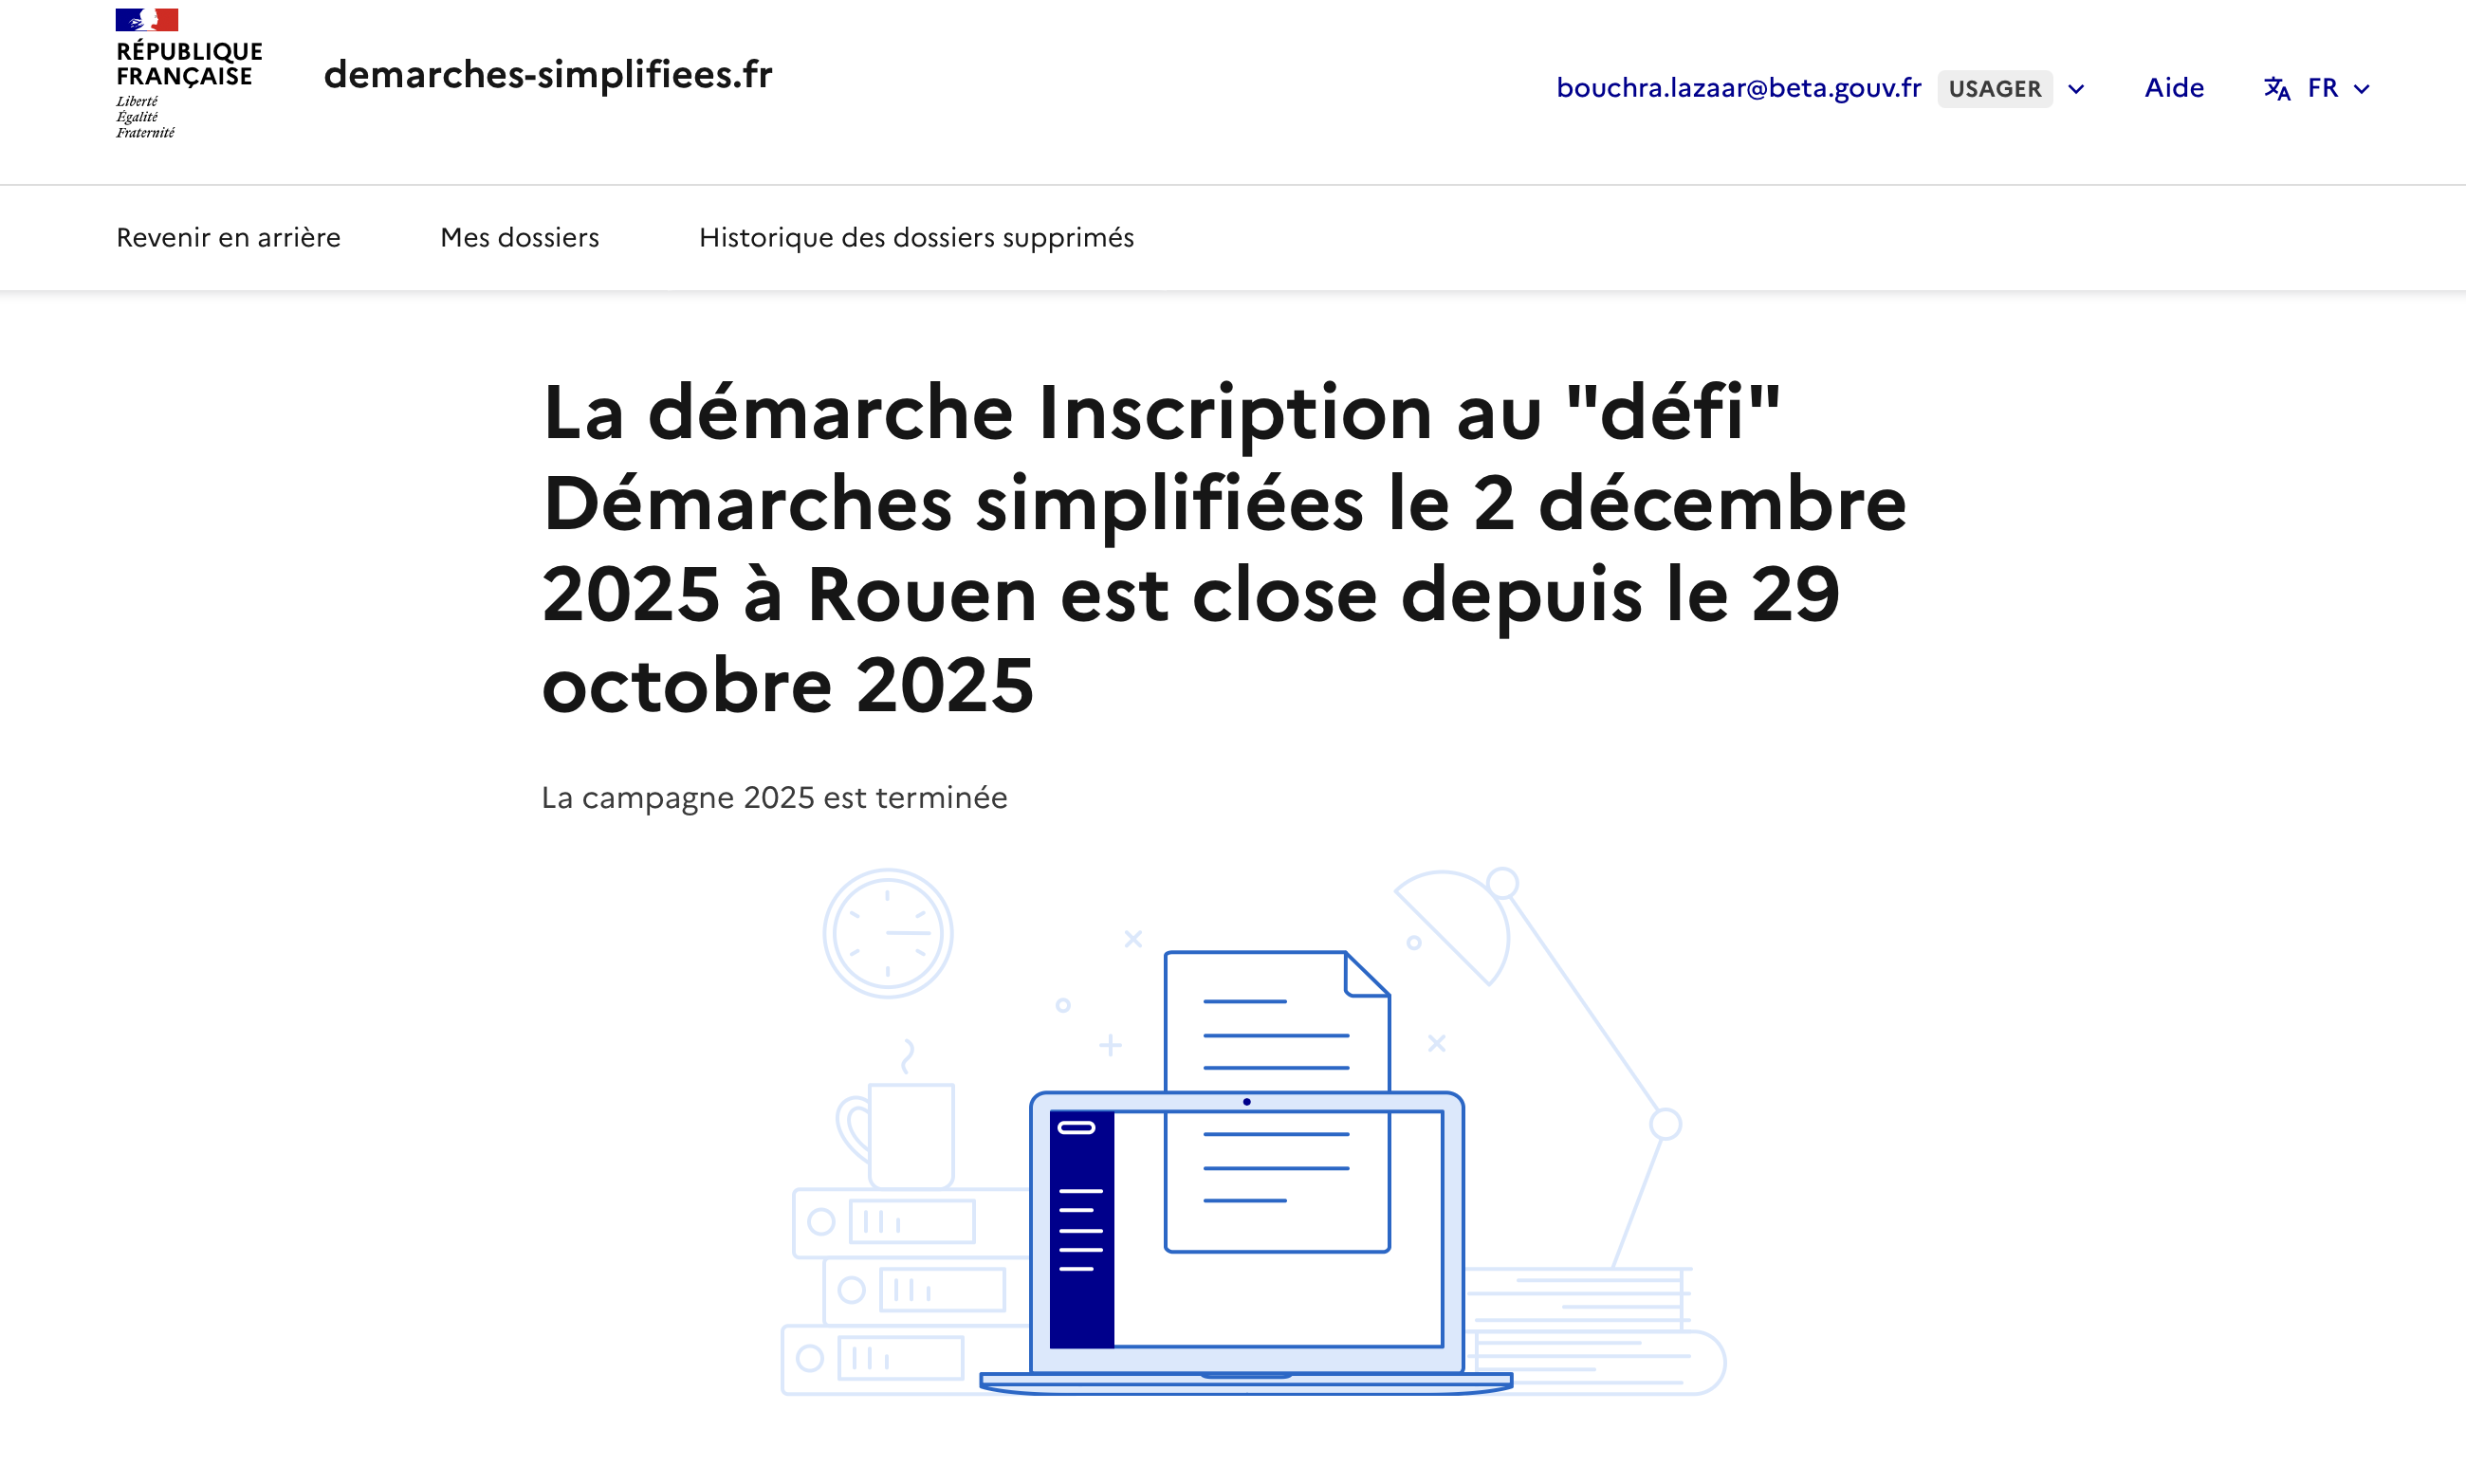 RÉPUBLIQUE
FRANÇAISE
Liberté
Égalité
Fraternité
demarches-simplifiees.fr
bouchra.lazaar@beta.gouv.fr USAGER Aide FR
Revenir en arrière Mes dossiers Historique des dossiers supprimés
La démarche Inscription au "défi"
Démarches simplifiées le 2 décembre
2025 à Rouen est close depuis le 29
octobre 2025
La campagne 2025 est terminée